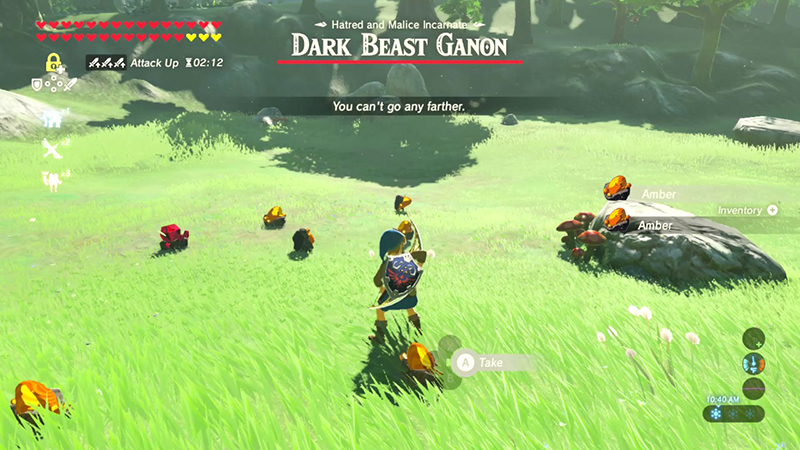 Hatred and Malice Incarnate
DARK BEAST GANON
Attack Up 02:12
You can't go any farther.
Amber
Inventory
Amber
A Take
10:40 AM